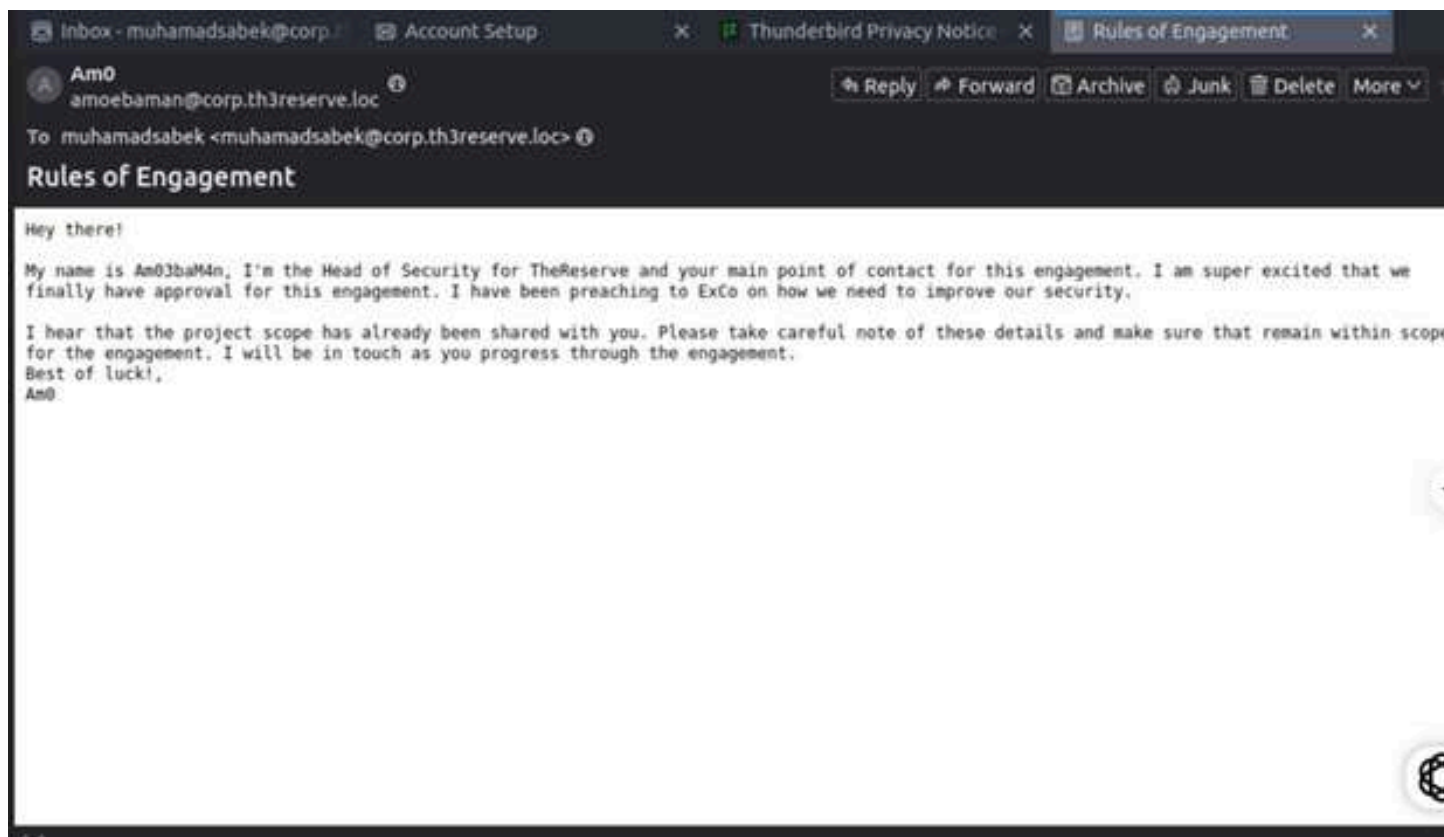 Inbox - muhamadsabek@corp.
Account Setup
Thunderbird Privacy Notice
Rules of Engagement
Am0
amoebaman@corp.th3reserve.loc
Reply Forward Archive Junk Delete More
To muhamadsabek <muhamadsabek@corp.th3reserve.loc>
Rules of Engagement
Hey there!
My name is Am03baM4n, I'm the Head of Security for TheReserve and your main point of contact for this engagement. I am super excited that we
finally have approval for this engagement. I have been preaching to ExCo on how we need to improve our security.
I hear that the project scope has already been shared with you. Please take careful note of these details and make sure that remain within scope
for the engagement. I will be in touch as you progress through the engagement.
Best of luck!,
Am0